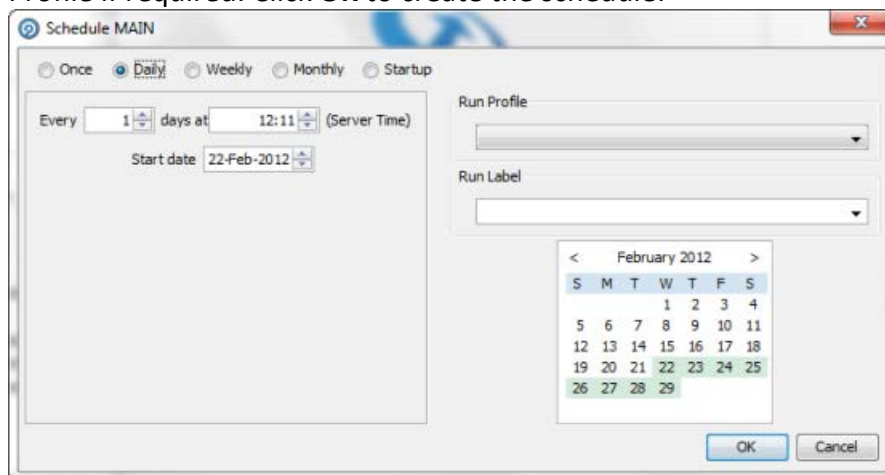 Profile if required. Click OK to create the schedule.
Schedule MAIN
Once Daily Weekly Monthly Startup
Every 1 days at 12:11 (Server Time)
Start date 22-Feb-2012
Run Profile
Run Label
< February 2012 >
S M T W T F S
1 2 3 4
5 6 7 8 9 10 11
12 13 14 15 16 17 18
19 20 21 22 23 24 25
26 27 28 29
OK Cancel